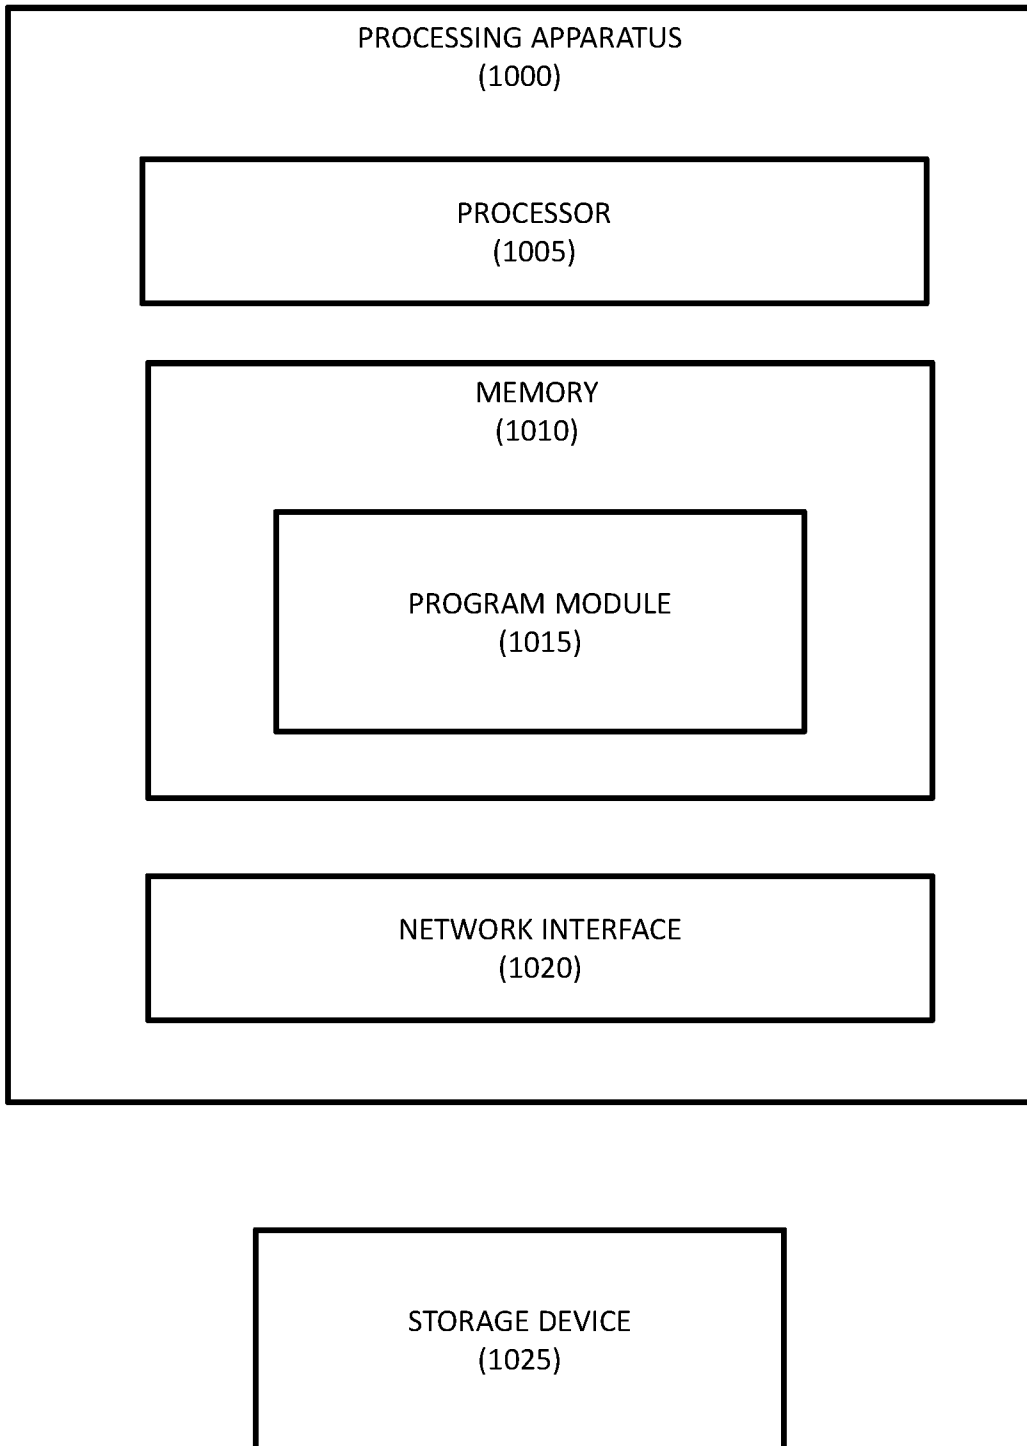 PROCESSING APPARATUS
(1000)
PROCESSOR
(1005)
MEMORY
(1010)
PROGRAM MODULE
(1015)
NETWORK INTERFACE
(1020)
STORAGE DEVICE
(1025)